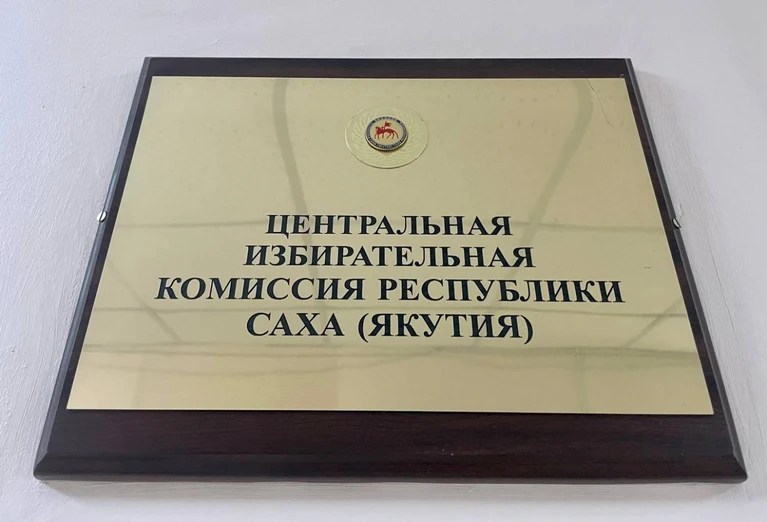 ЦЕНТРАЛЬНАЯ
ИЗБИРАТЕЛЬНАЯ
КОМИССИЯ РЕСПУБЛИКИ
САХА (ЯКУТИЯ)